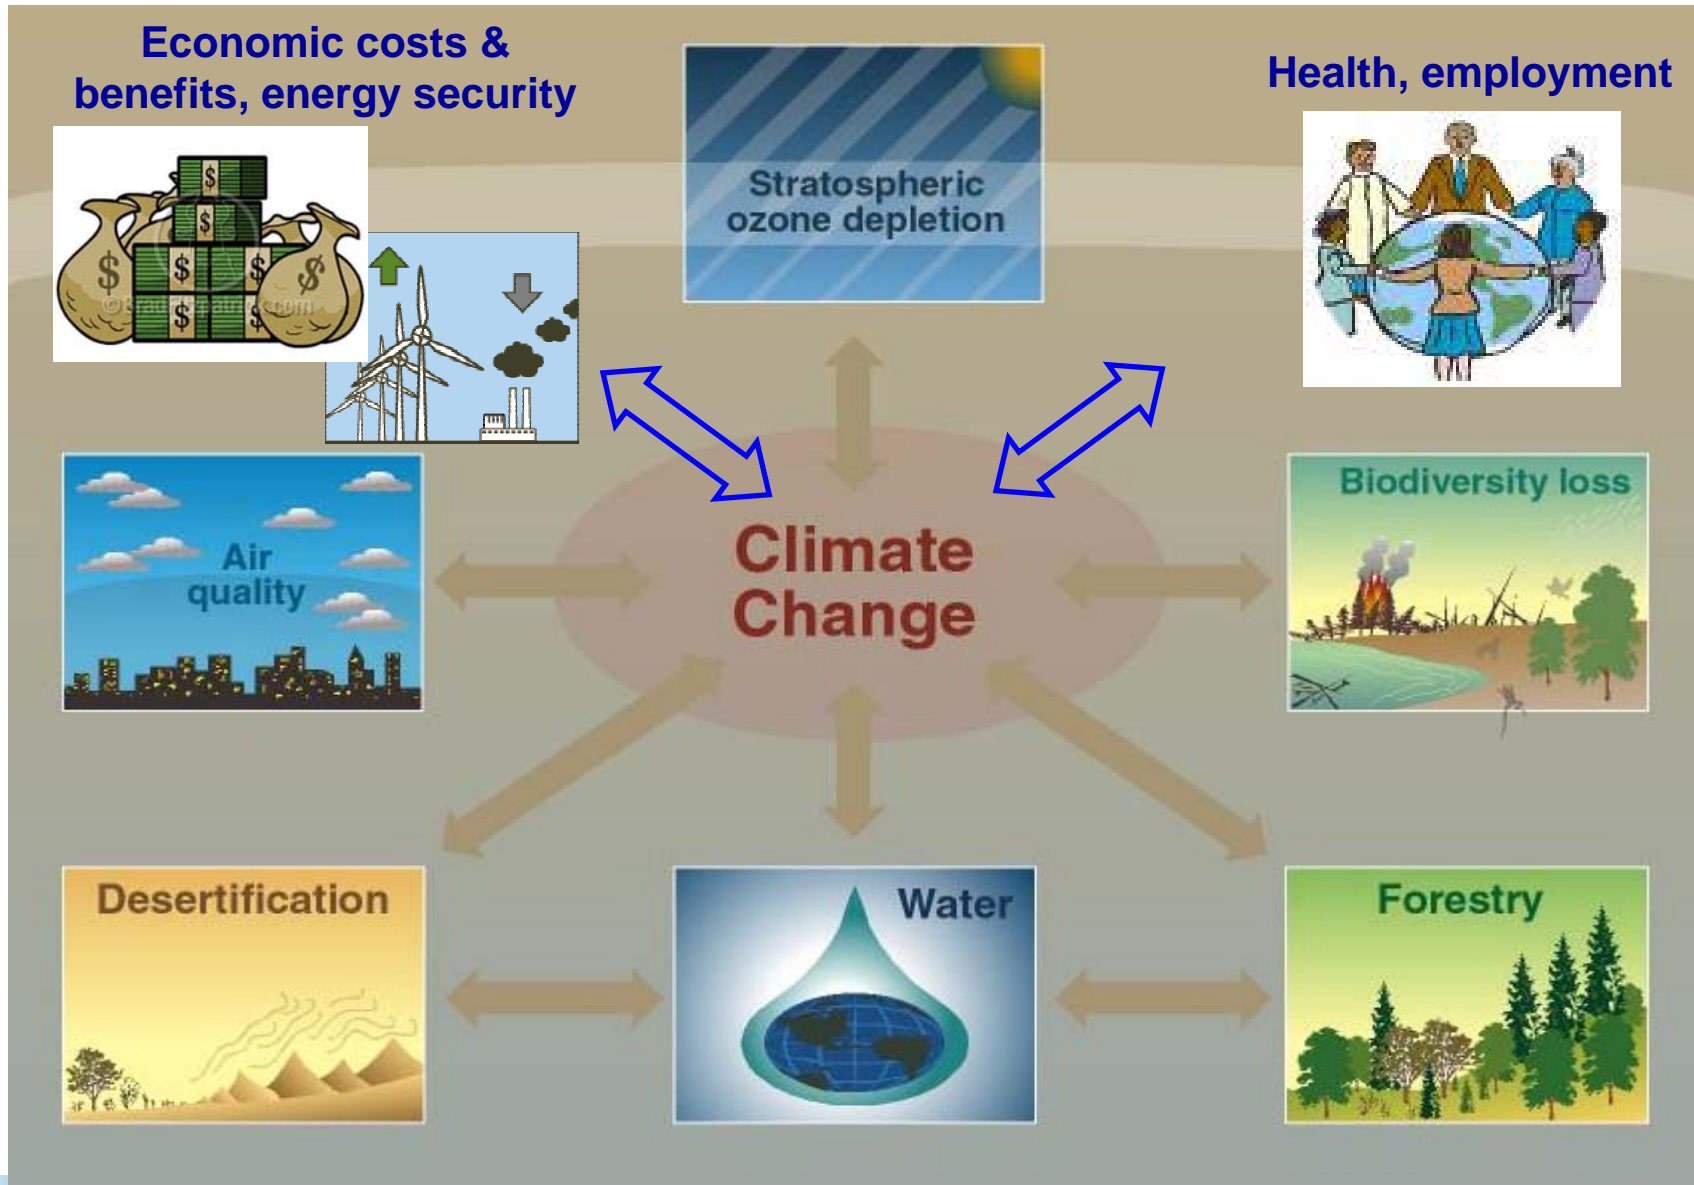 Economic costs &
benefits, energy security
Stratospheric
ozone depletion
Health, employment
$
$
$
$
$
$
$
$
Air
quality
Climate
Change
Biodiversity loss
Desertification
Water
Forestry